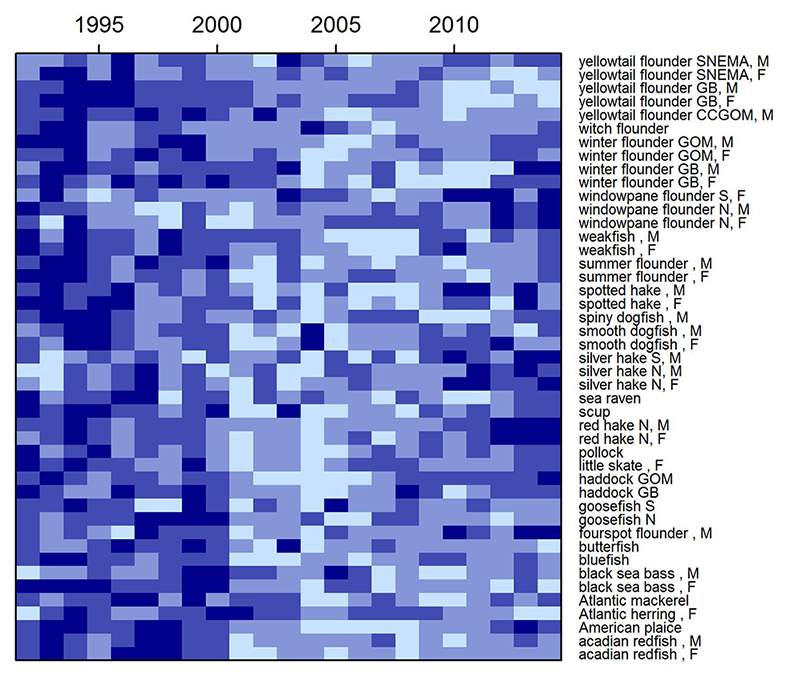 1995 2000 2005 2010
yellowtail flounder SNEMA, M
yellowtail flounder SNEMA, F
yellowtail flounder GB, M
yellowtail flounder GB, F
yellowtail flounder CCGOM, M
witch flounder
winter flounder GOM, M
winter flounder GOM, F
winter flounder GB, M
winter flounder GB, F
windowpane flounder S, F
windowpane flounder N, M
windowpane flounder N, F
weakfish , M
weakfish , F
summer flounder , M
summer flounder , F
spotted hake , M
spotted hake , F
spiny dogfish , M
smooth dogfish , M
smooth dogfish , F
silver hake S, M
silver hake N, M
silver hake N, F
sea raven
scup
red hake N, M
red hake N, F
pollock
little skate , F
haddock GOM
haddock GB
goosefish S
goosefish N
fourspot flounder , M
butterfish
bluefish
black sea bass , M
black sea bass , F
Atlantic mackerel
Atlantic herring , F
American plaice
acadian redfish , M
acadian redfish , F